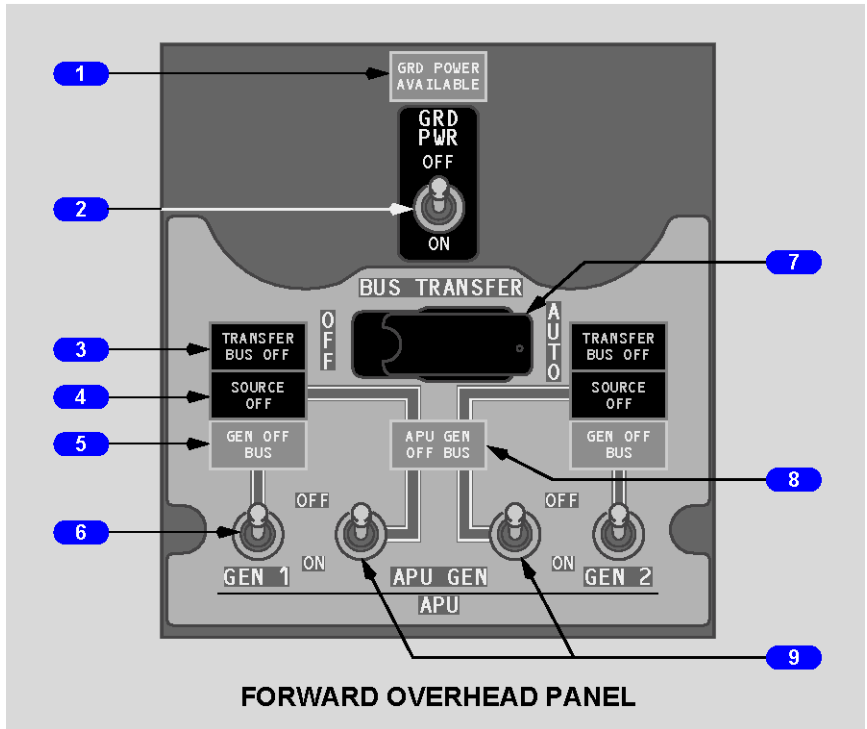 1
GRD POWER
AVAILABLE
GRD
PWR
OFF
2
ON
7
BUS TRANSFER
OFF
AUTO
3
TRANSFER
BUS OFF
TRANSFER
BUS OFF
4
SOURCE
OFF
SOURCE
OFF
5
GEN OFF
BUS
APU GEN
OFF BUS
GEN OFF
BUS
8
OFF
OFF
6
ON
ON
GEN 1
APU GEN
GEN 2
APU
9
FORWARD OVERHEAD PANEL